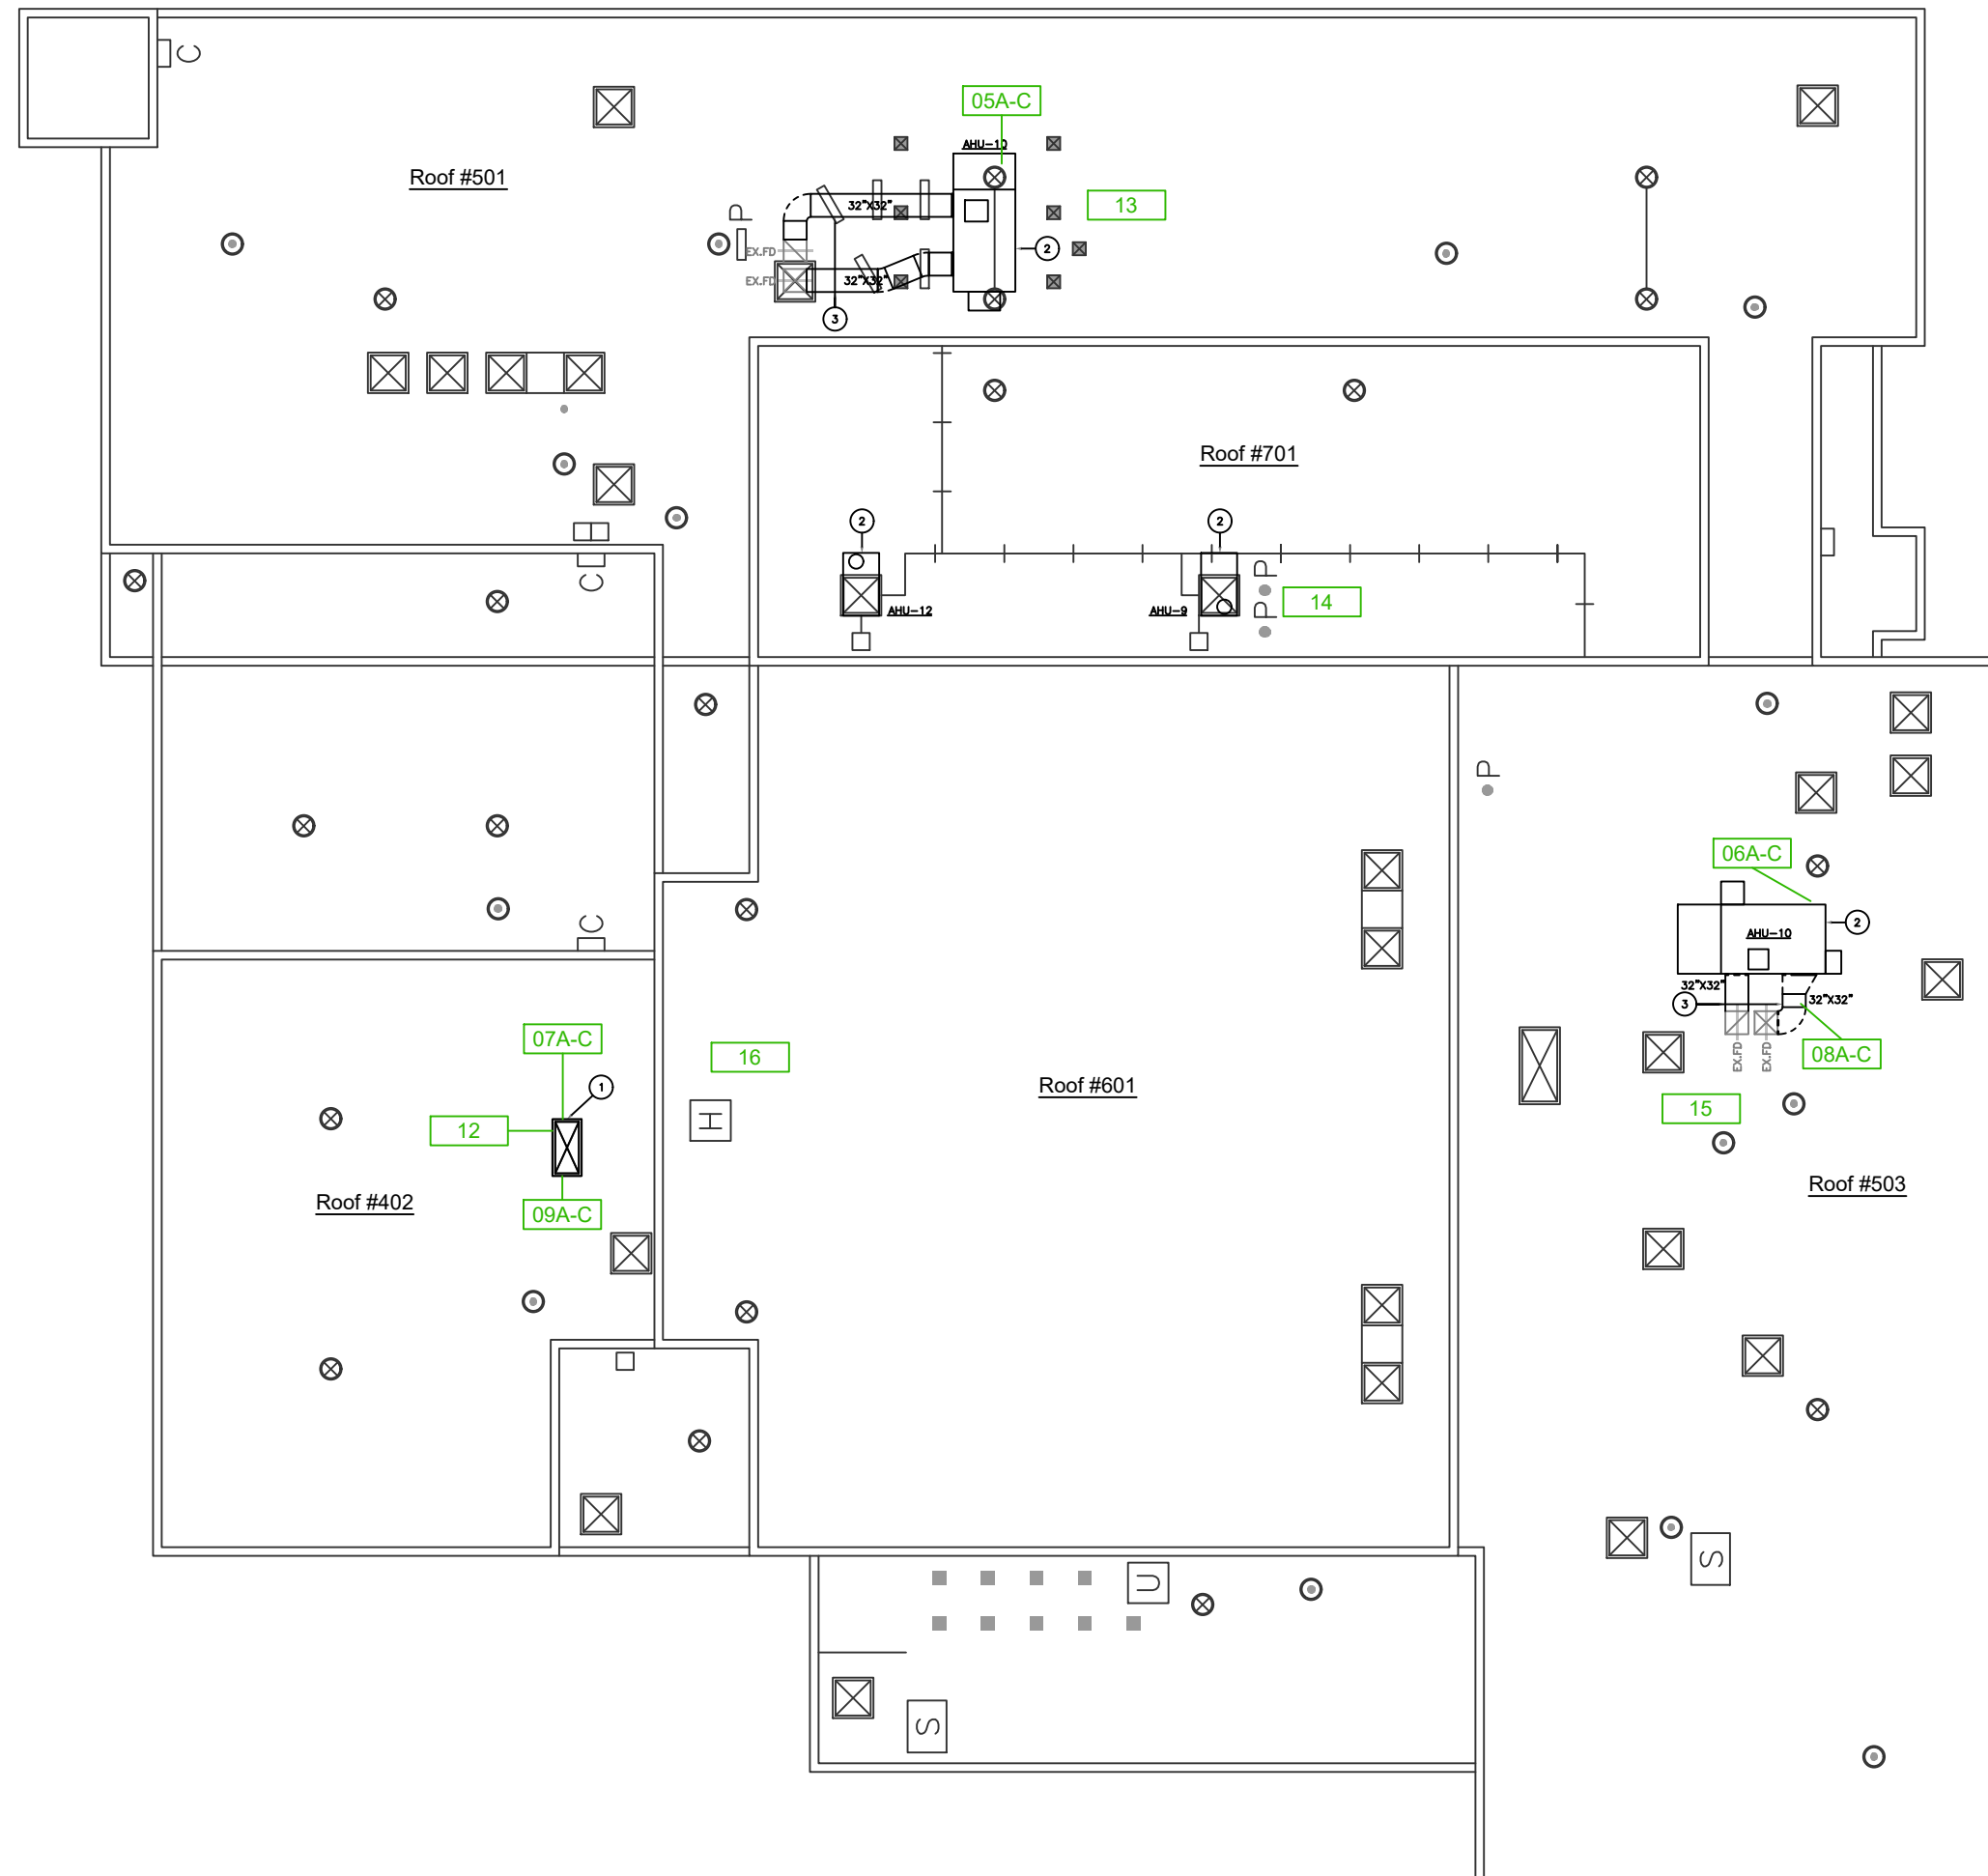 C
05A-C
AHU-10
Roof #501
13
P
32"X32"
2
EX.FD
EX.FD
32"X32"
3
Roof #701
2
2
C
P
P
AHU-12
AHU-9
14
P
06A-C
C
2
AHU-10
32"X32"
3
32"X32"
07A-C
16
EX.FD
EX.FD
08A-C
1
Roof #601
H
15
12
Roof #402
09A-C
Roof #503
S
U
S